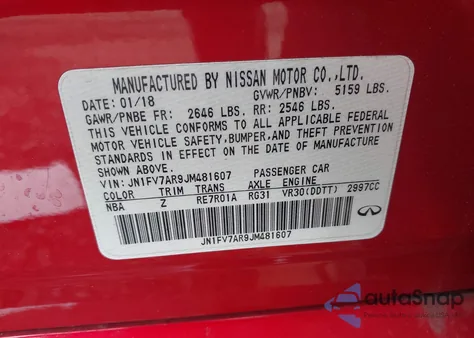 MANUFACTURED BY NISSAN MOTOR CO., LTD.
DATE: 01/18 GVWR/PNBV: 5159 LBS.
GAWR/PNBE FR: 2646 LBS. RR: 2546 LBS.
THIS VEHICLE CONFORMS TO ALL APPLICABLE FEDERAL
MOTOR VEHICLE SAFETY, BUMPER, AND THEFT PREVENTION
STANDARDS IN EFFECT ON THE DATE OF MANUFACTURE
SHOWN ABOVE.
VIN: JN1FV7AR9JM481607 PASSENGER CAR
COLOR TRIM TRANS AXLE ENGINE
NBA Z RE7R01A RG31 VR30(DDTT) 2997CC
JN1FV7AR9JM481607
autoSnap